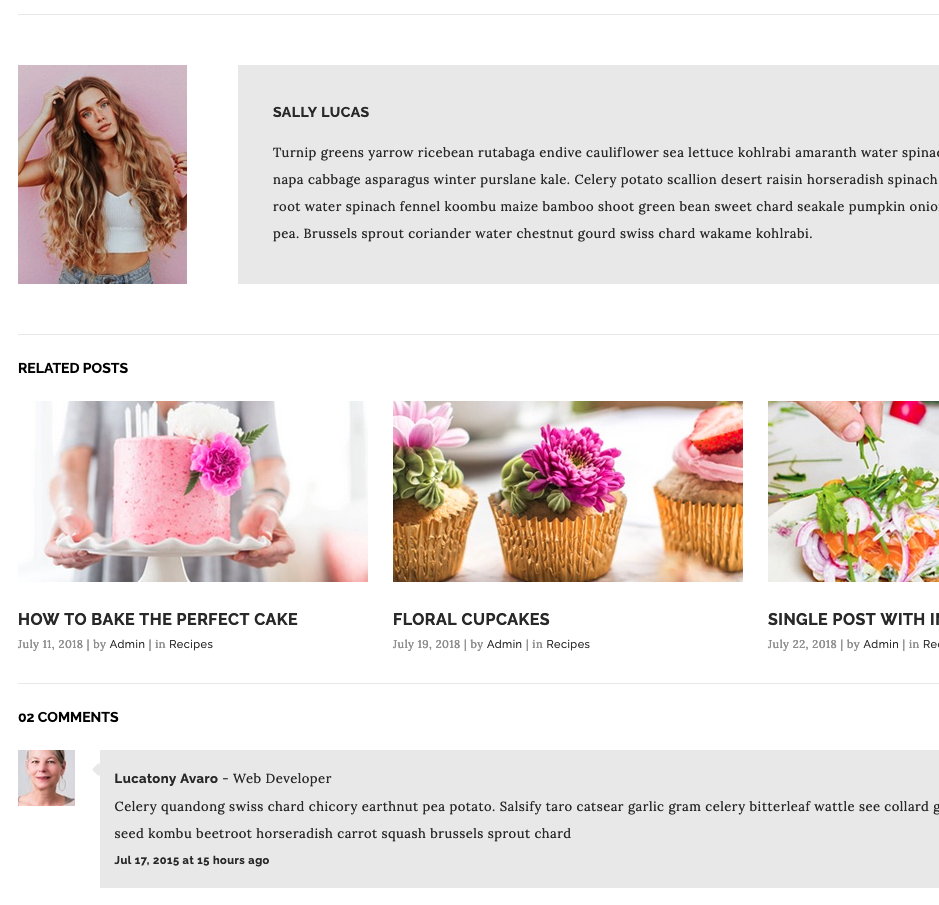 SALLY LUCAS
Turnip greens yarrow ricebean rutabaga endive cauliflower sea lettuce kohlrabi amaranth water
napa cabbage asparagus winter purslane kale. Celery potato scallion desert raisin horseradish spinach
root water spinach fennel koombu maize bamboo shoot green bean sweet chard seakale pumpkin
pea. Brussels sprout coriander water chestnut gourd swiss chard wakame kohlrabi.
RELATED POSTS
HOW TO BAKE THE PERFECT CAKE
July 11, 2018 | by Admin | in Recipes
FLORAL CUPCAKES
July 19, 2018 | by Admin | in Recipes
SINGLE POST WITH
July 22, 2018 | by Admin | in
02 COMMENTS
Lucatony Avaro - Web Developer
Celery quandong swiss chard chicory earthnut pea potato. Salsify taro catsear garlic gram celery bitterleaf wattle see collard
seed kombu beetroot horseradish carrot squash brussels sprout chard
Jul 17, 2015 at 15 hours ago